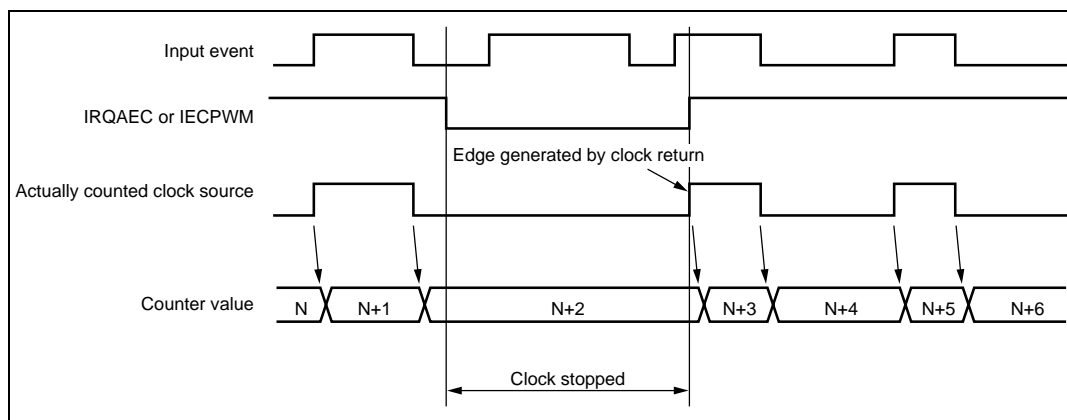 Input event
IRQAEC or IECPWM
Edge generated by clock return
Actually counted clock source
Counter value
N
N+1
N+2
N+3
N+4
N+5
N+6
Clock stopped